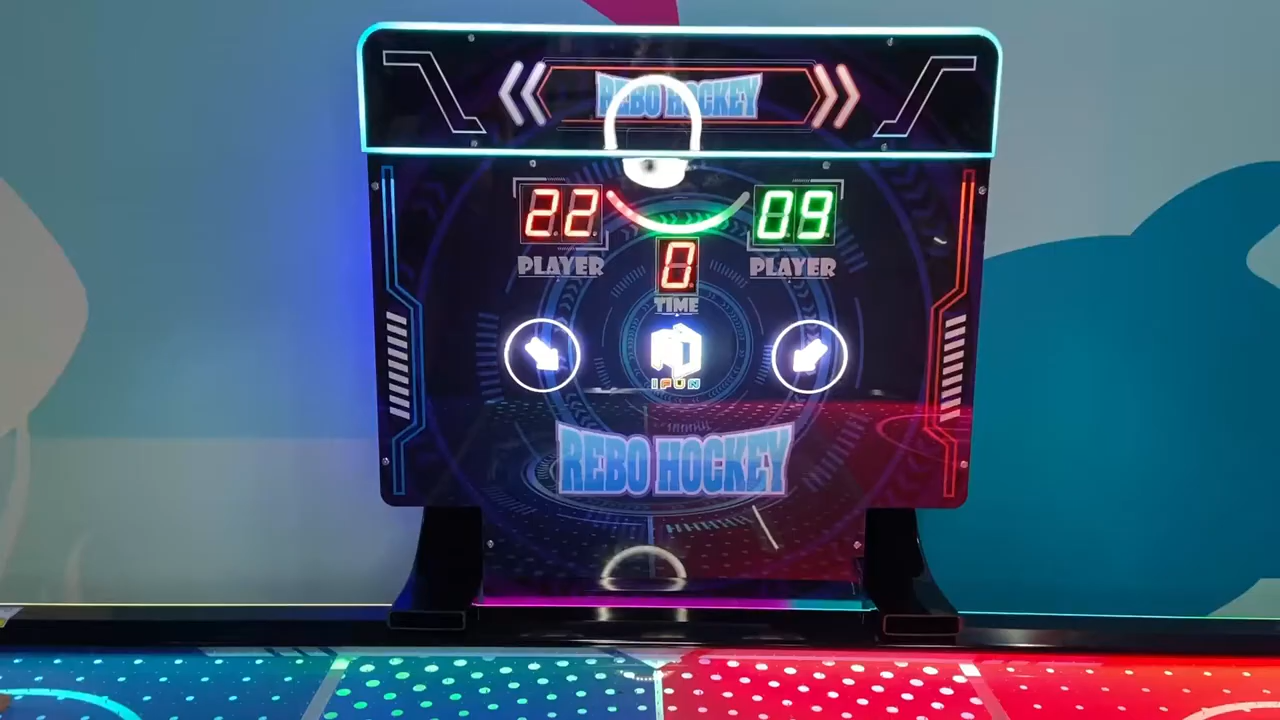 REBO HOCKEY
22 09
PLAYER 0 PLAYER
TIME
IFUN
REBO HOCKEY